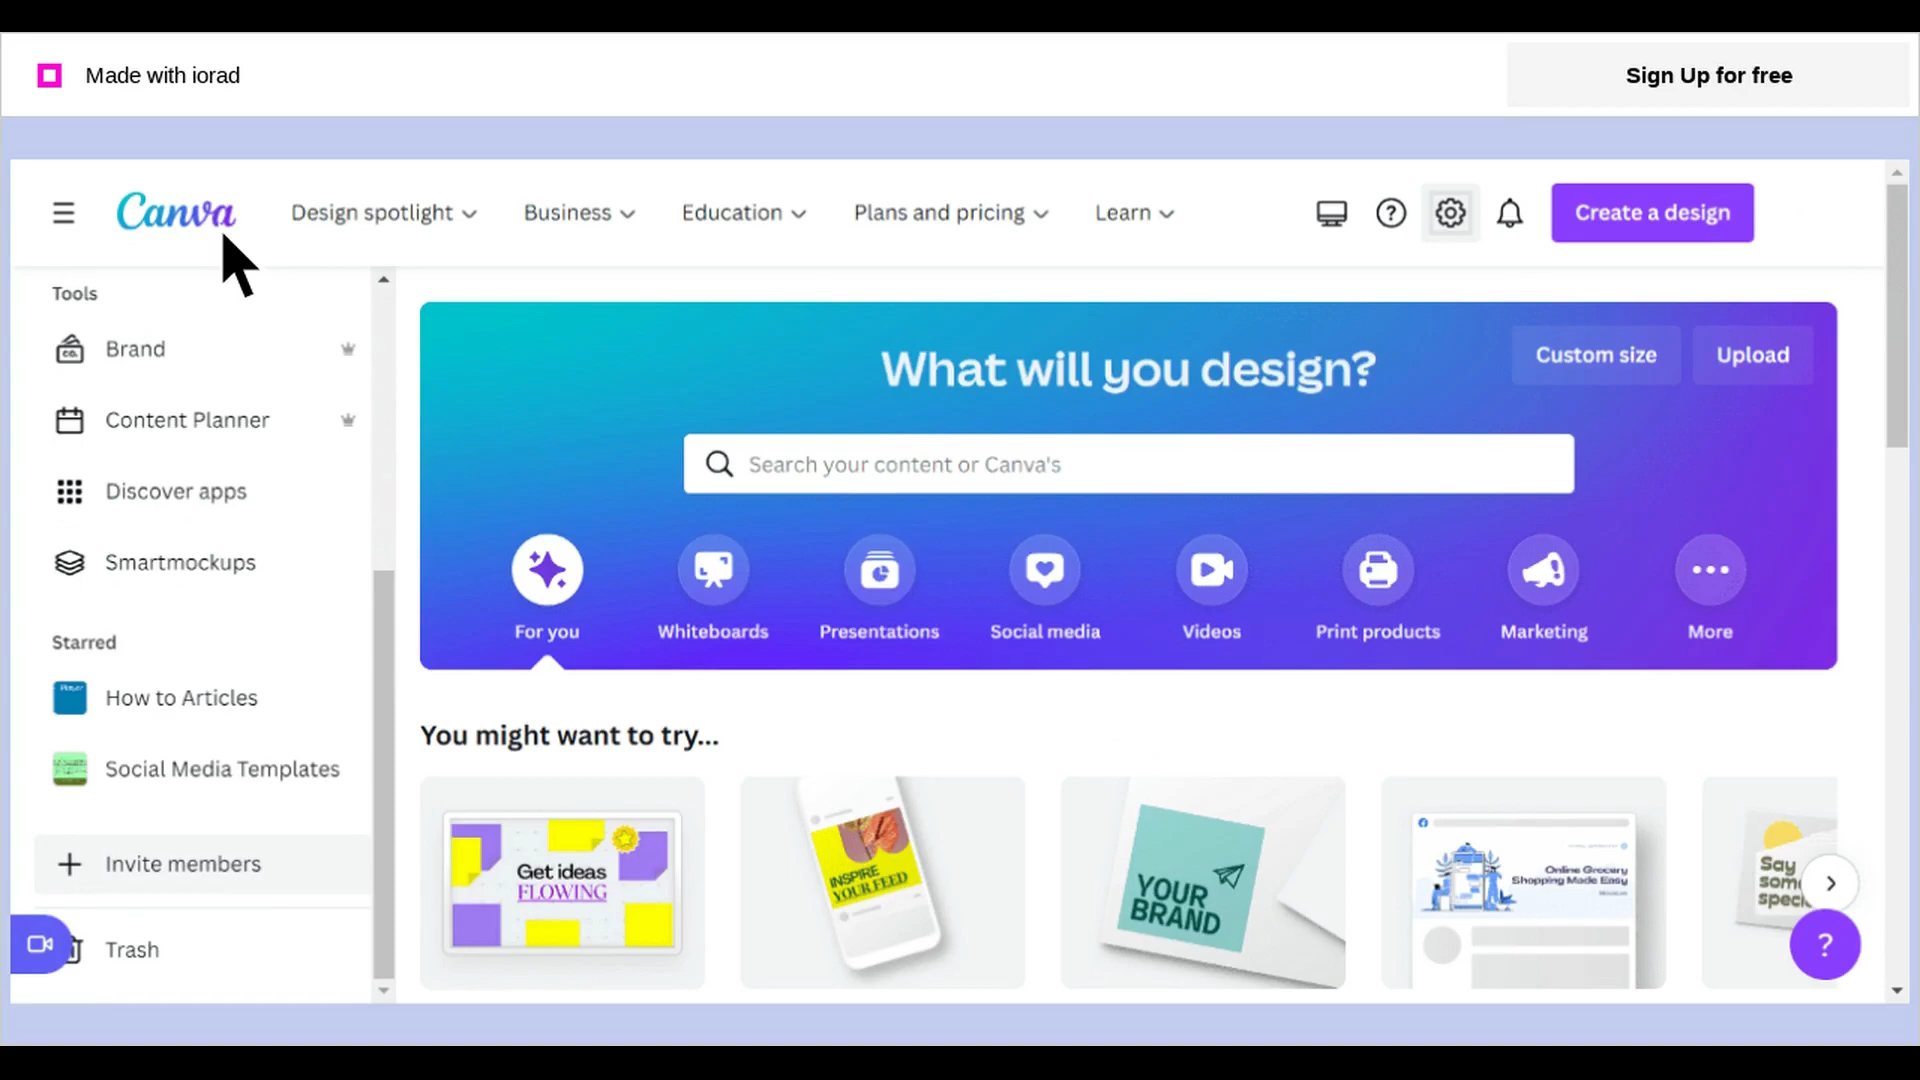 Made with iorad
Sign Up for free
Canva
Design spotlight
Business
Education
Plans and pricing
Learn
Create a design
Tools
Brand
Content Planner
Discover apps
Smartmockups
Starred
How to Articles
Social Media Templates
Invite members
Trash
What will you design?
Custom size
Upload
Search your content or Canva's
For you
Whiteboards
Presentations
Social media
Videos
Print products
Marketing
More
You might want to try...
Get ideas
FLOWING
INSPIRE
YOUR FEED
YOUR
BRAND
Online Grocery
Shopping Made Easy
Say
?